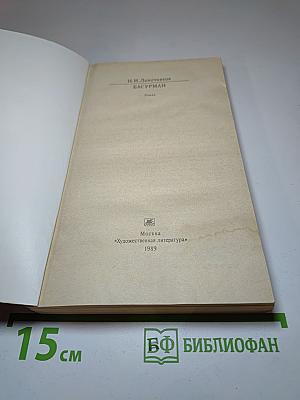 И. И. Лажечников
БАСУРМАН
Роман
Москва
«Художественная литература»
1989
15 см
БФ БИБЛИОФАН